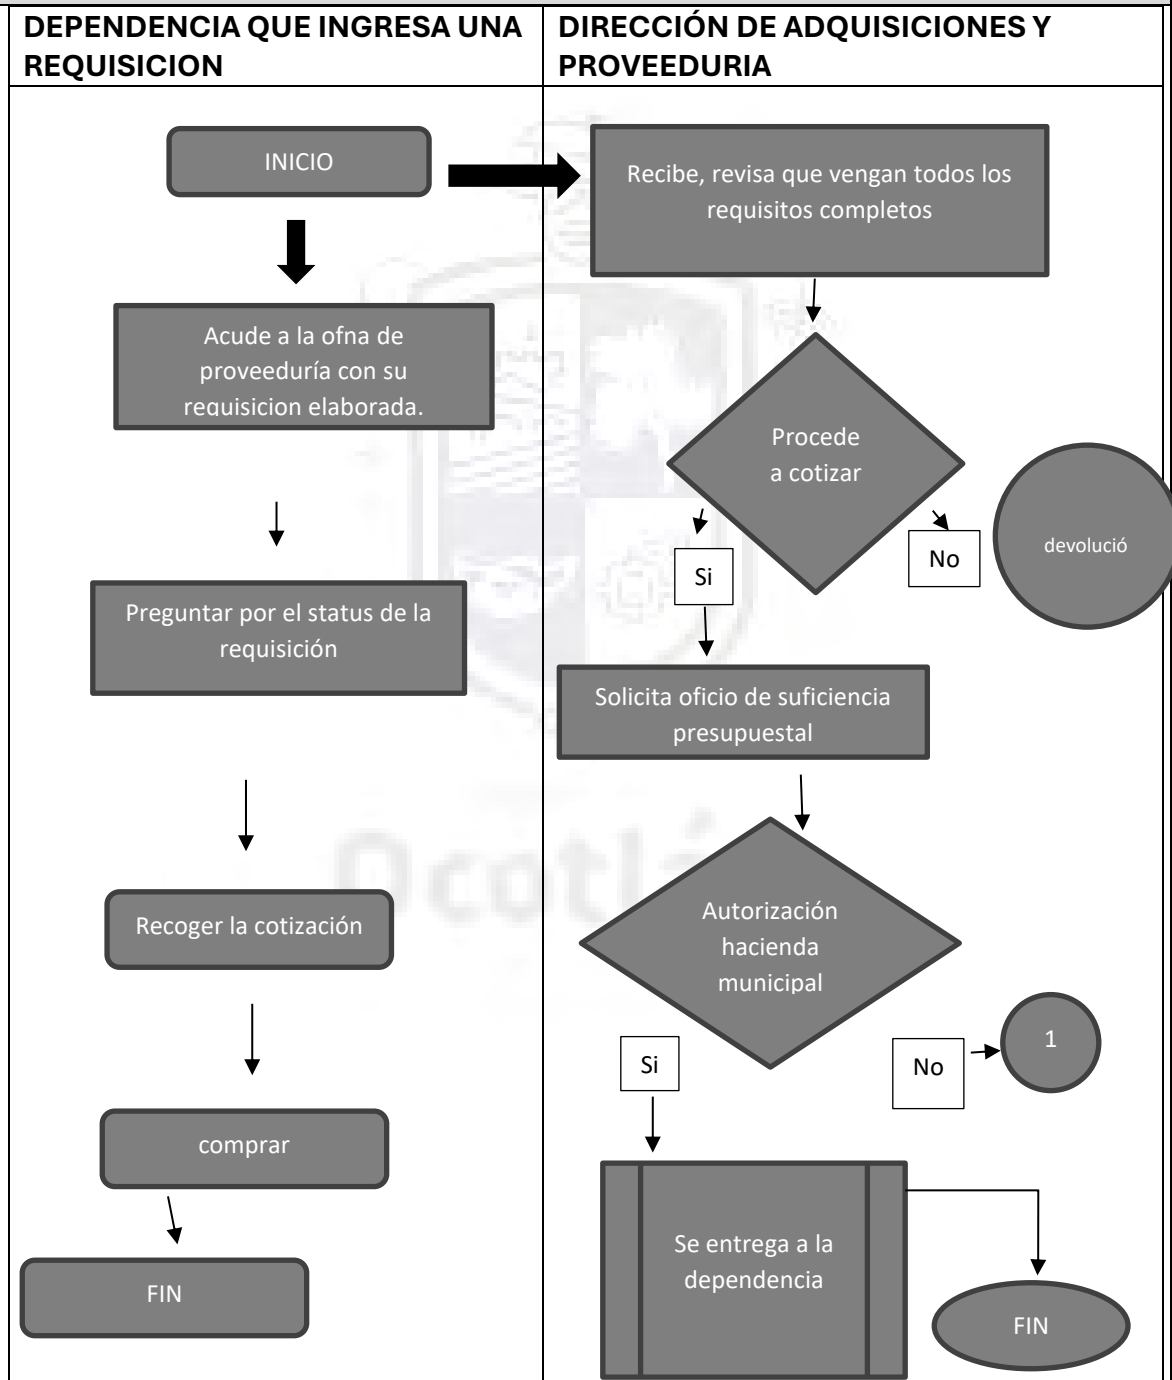 DEPENDENCIA QUE INGRESA UNA
REQUISICION
DIRECCIÓN DE ADQUISICIONES Y
PROVEEDURIA
INICIO
Acude a la ofna de
proveeduría con su
requisicion elaborada.
Preguntar por el status de la
requisición
Recoger la cotización
comprar
FIN
Recibe, revisa que vengan todos los
requisitos completos
Procede
a cotizar
devolució
Si
No
Solicita oficio de suficiencia
presupuestal
Autorización
hacienda
municipal
Si
No
1
Se entrega a la
dependencia
FIN
Ocotlá